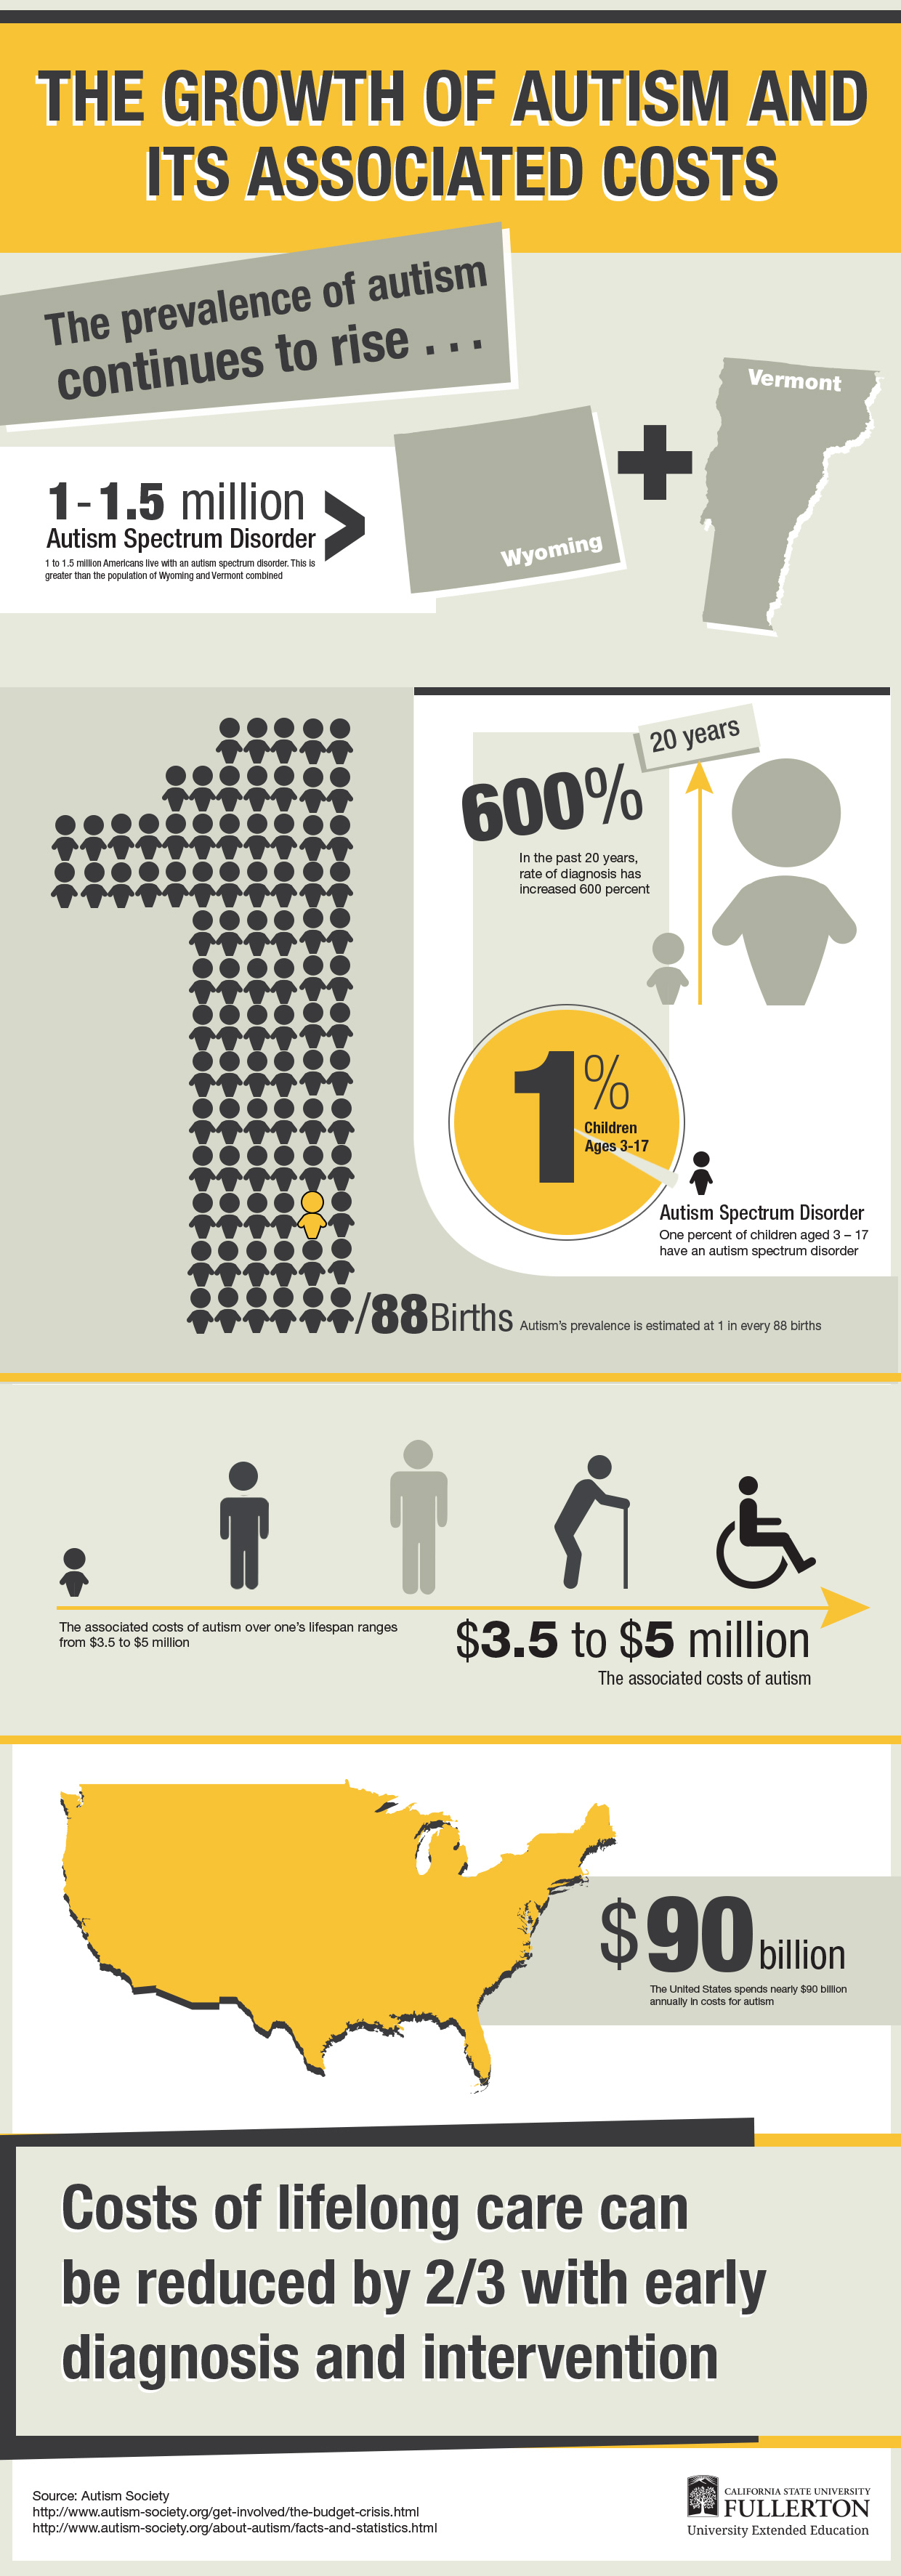 THE GROWTH OF AUTISM AND
ITS ASSOCIATED COSTS
The prevalence of autism
continues to rise . . .
1-1.5 million
Autism Spectrum Disorder
1 to 1.5 million Americans live with an autism spectrum disorder. This is
greater than the population of Wyoming and Vermont combined
>
Wyoming
+
Vermont
20 years
600%
In the past 20 years,
rate of diagnosis has
increased 600 percent
1%
Children
Ages 3-17
Autism Spectrum Disorder
One percent of children aged 3 – 17
have an autism spectrum disorder
/88 Births
Autism's prevalence is estimated at 1 in every 88 births
The associated costs of autism over one's lifespan ranges
from $3.5 to $5 million
$3.5 to $5 million
The associated costs of autism
$90 billion
The United States spends nearly $90 billion
annually in costs for autism
Costs of lifelong care can
be reduced by 2/3 with early
diagnosis and intervention
Source: Autism Society
http://www.autism-society.org/get-involved/the-budget-crisis.html
http://www.autism-society.org/about-autism/facts-and-statistics.html
CALIFORNIA STATE UNIVERSITY
FULLERTON
University Extended Education